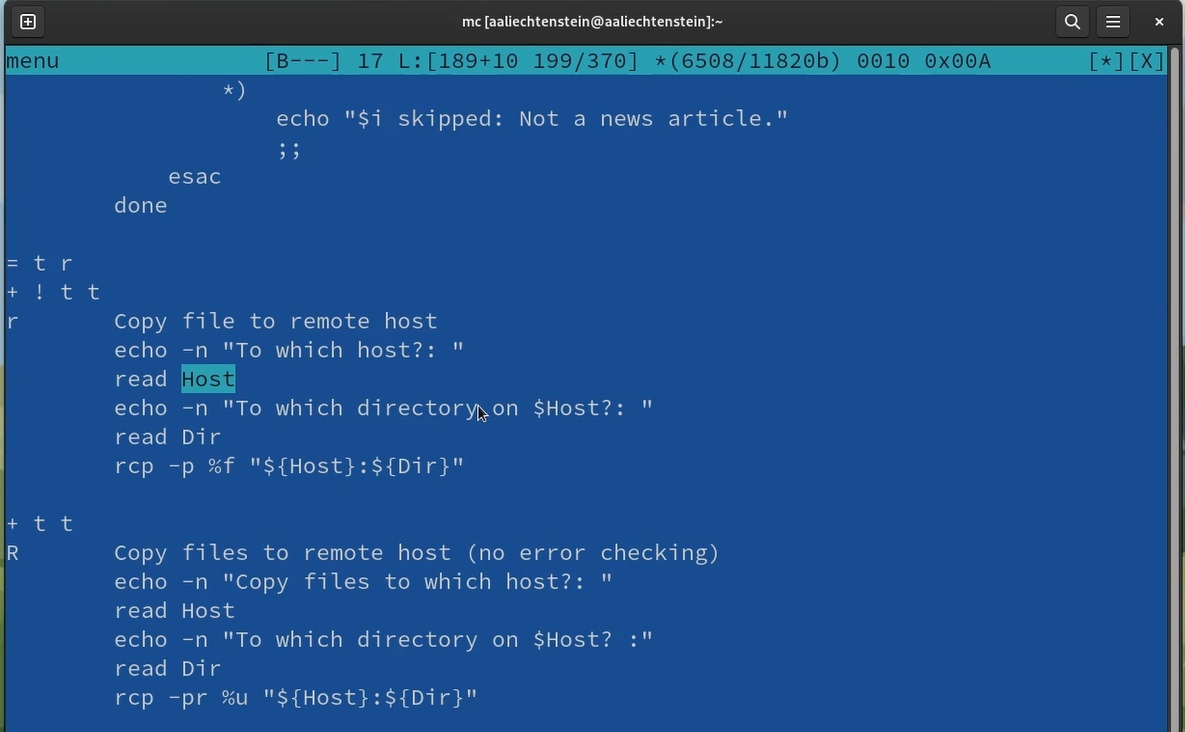 mc [aaliechtenstein@aaliechtenstein]:~
menu [B---] 17 L:[189+10 199/370] *(6508/11820b) 0010 0x00A [*][X]
*)
echo "$i skipped: Not a news article."
;;
esac
done
= t r
+ ! t t
r Copy file to remote host
echo -n "To which host?: "
read Host
echo -n "To which directory on $Host?: "
read Dir
rcp -p %f "${Host}:${Dir}"
+ t t
R Copy files to remote host (no error checking)
echo -n "Copy files to which host?: "
read Host
echo -n "To which directory on $Host? :"
read Dir
rcp -pr %u "${Host}:${Dir}"